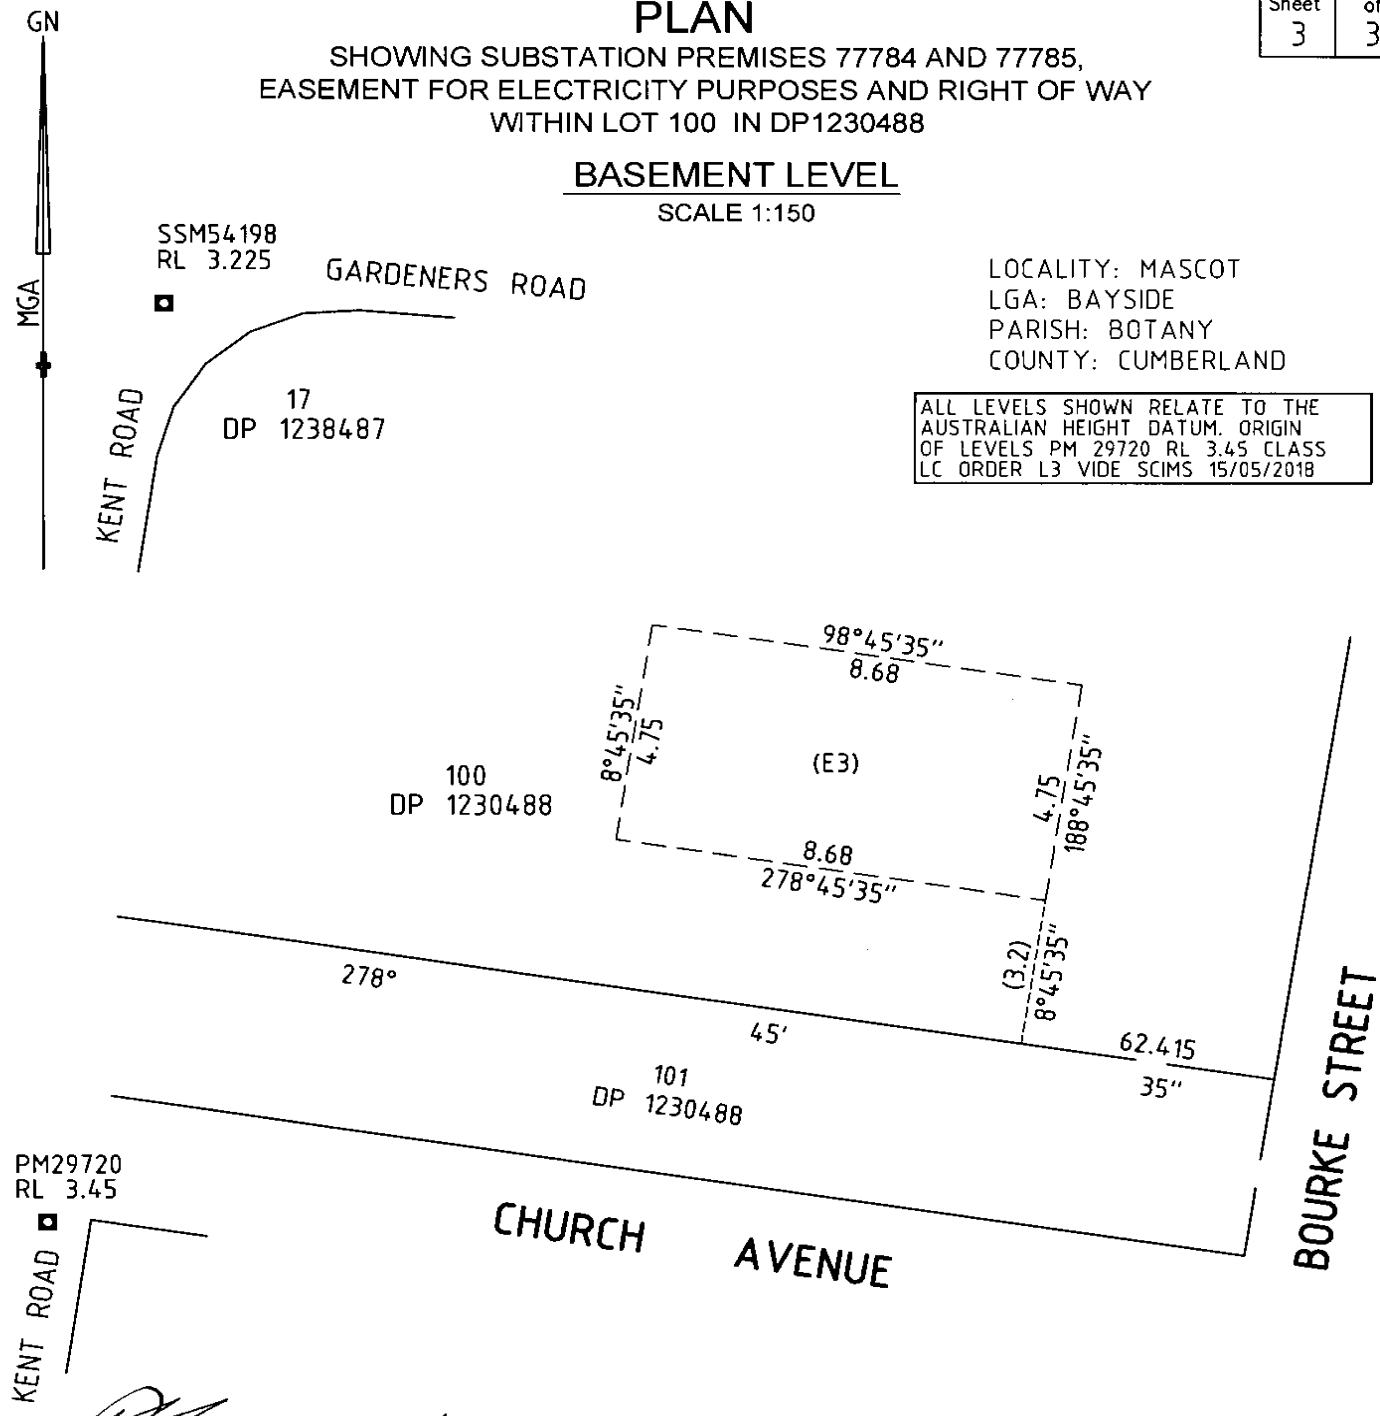 GN
PLAN
Sheet
of
3
3
SHOWING SUBSTATION PREMISES 77784 AND 77785,
EASEMENT FOR ELECTRICITY PURPOSES AND RIGHT OF WAY
WITHIN LOT 100 IN DP1230488
BASEMENT LEVEL
SCALE 1:150
SSM54198
RL 3.225
GARDENERS ROAD
MGA
LOCALITY: MASCOT
LGA: BAYSIDE
PARISH: BOTANY
COUNTY: CUMBERLAND
KENT ROAD
17
DP 1238487
ALL LEVELS SHOWN RELATE TO THE
AUSTRALIAN HEIGHT DATUM. ORIGIN
OF LEVELS PM 29720 RL 3.45 CLASS
LC ORDER L3 VIDE SCIMS 15/05/2018
98°45'35"
8.68
8°45'35"
4.75
(E3)
4.75
188°45'35"
100
DP 1230488
8.68
278°45'35"
(3.2)
8°45'35"
278°
45'
62.415
35"
101
DP 1230488
BOURKE STREET
PM29720
RL 3.45
CHURCH AVENUE
KENT ROAD